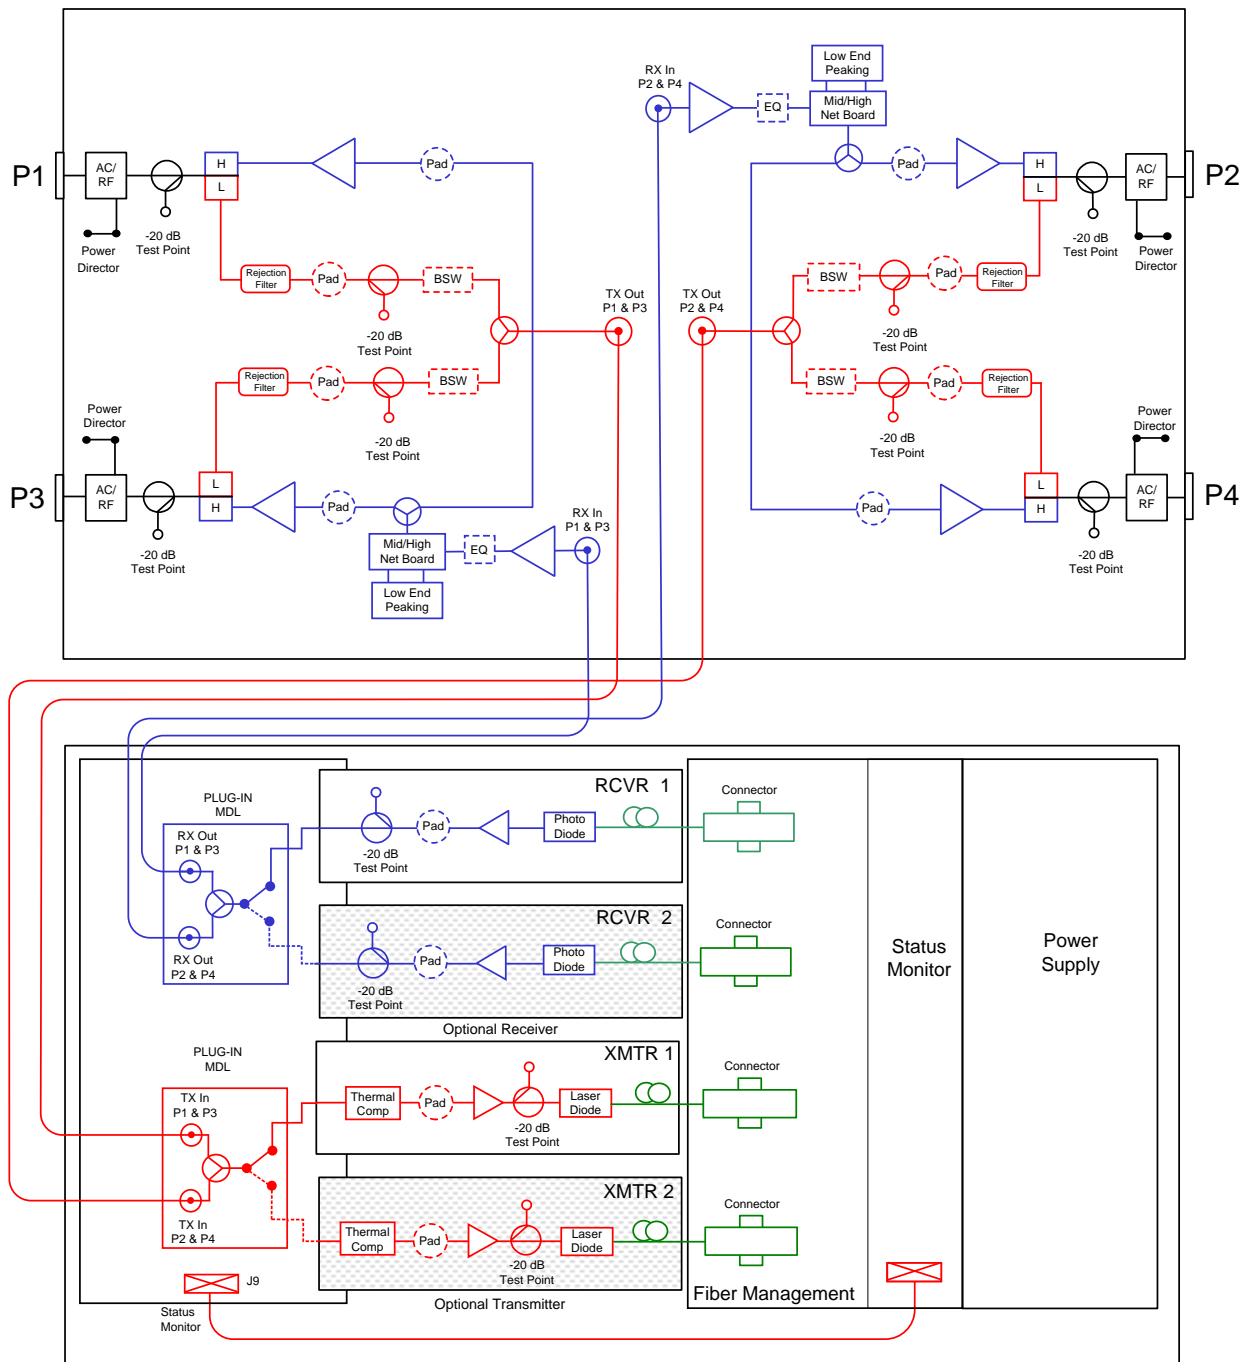 Low End
Peaking
Mid/High
Net Board
RX In
P2 & P4
EQ
H
L
Pad
P1
AC/
RF
-20 dB
Test Point
Power
Director
Pad
H
L
-20 dB
Test Point
AC/
RF
P2
Power
Director
Rejection
Filter
Pad
BSW
-20 dB
Test Point
TX Out
P1 & P3
TX Out
P2 & P4
BSW
Pad
Rejection
Filter
-20 dB
Test Point
Rejection
Filter
Pad
BSW
-20 dB
Test Point
BSW
Pad
Rejection
Filter
-20 dB
Test Point
Power
Director
P3
AC/
RF
-20 dB
Test Point
L
H
Pad
Mid/High
Net Board
EQ
Low End
Peaking
RX In
P1 & P3
Pad
L
H
-20 dB
Test Point
Power
Director
AC/
RF
P4
PLUG-IN
MDL
RX Out
P1 & P3
RX Out
P2 & P4
RCVR 1
-20 dB
Test Point
Pad
Photo
Diode
Connector
RCVR 2
-20 dB
Test Point
Pad
Photo
Diode
Connector
Optional Receiver
Status
Monitor
Power
Supply
PLUG-IN
MDL
TX In
P1 & P3
TX In
P2 & P4
XMTR 1
Thermal
Comp
Pad
-20 dB
Test Point
Laser
Diode
Connector
XMTR 2
Thermal
Comp
Pad
-20 dB
Test Point
Laser
Diode
Connector
Optional Transmitter
Fiber Management
J9
Status
Monitor